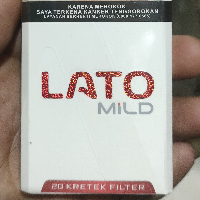 KARENA MEROKOK
SAYA TERKENA KANKER TENGGOROKAN
LATO
MILD
20 KRETEK FILTER